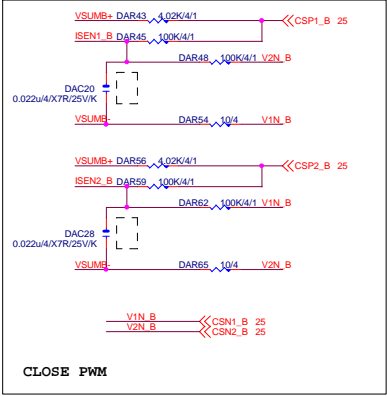 VSUMB+ DAR43 4.02K/4/1 CSP1_B 25
ISEN1_B DAR45 100K/4/1
DAR48 100K/4/1 V2N_B
DAC20
0.022u/4/X7R/25V/K
VSUMB- DAR54 10/4 V1N_B
VSUMB+ DAR56 4.02K/4/1 CSP2_B 25
ISEN2_B DAR59 100K/4/1
DAR62 100K/4/1 V1N_B
DAC28
0.022u/4/X7R/25V/K
VSUMB- DAR65 10/4 V2N_B
V1N_B CSN1_B 25
V2N_B CSN2_B 25
CLOSE PWM